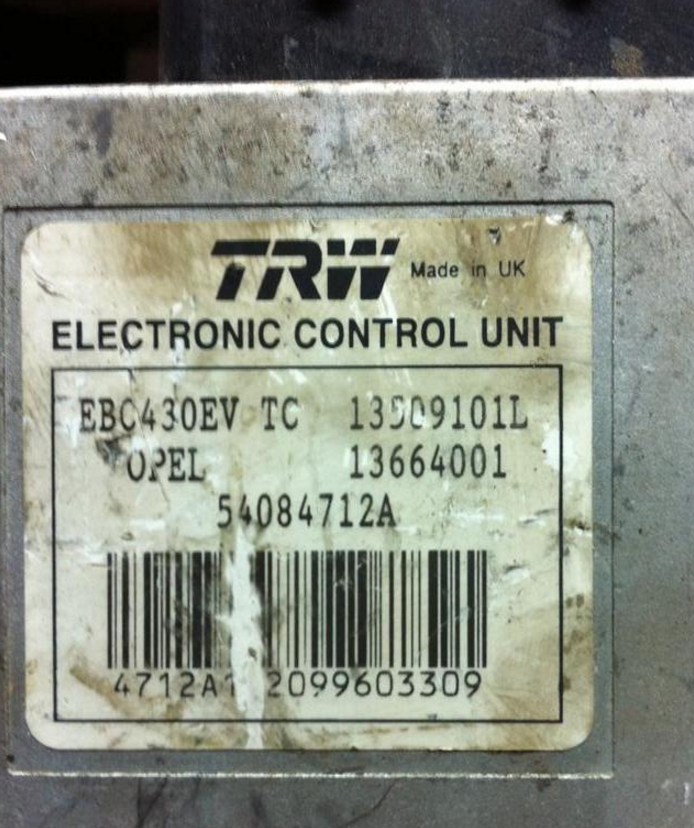 TRW Made in UK
ELECTRONIC CONTROL UNIT
EBC430EV TC 13509101L
OPEL 13664001
54084712A
4712A1 2099603309